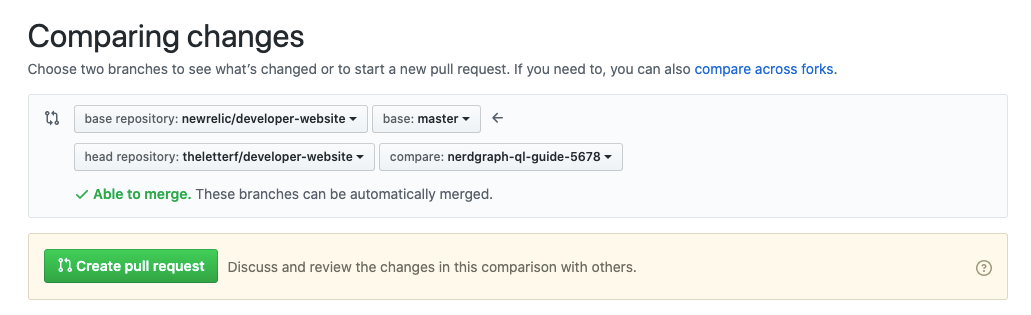 Comparing changes
Choose two branches to see what's changed or to start a new pull request. If you need to, you can also compare across forks.
base repository: newrelic/developer-website base: master
head repository: theletterf/developer-website compare: nerdgraph-ql-guide-5678
Able to merge. These branches can be automatically merged.
Create pull request Discuss and review the changes in this comparison with others.